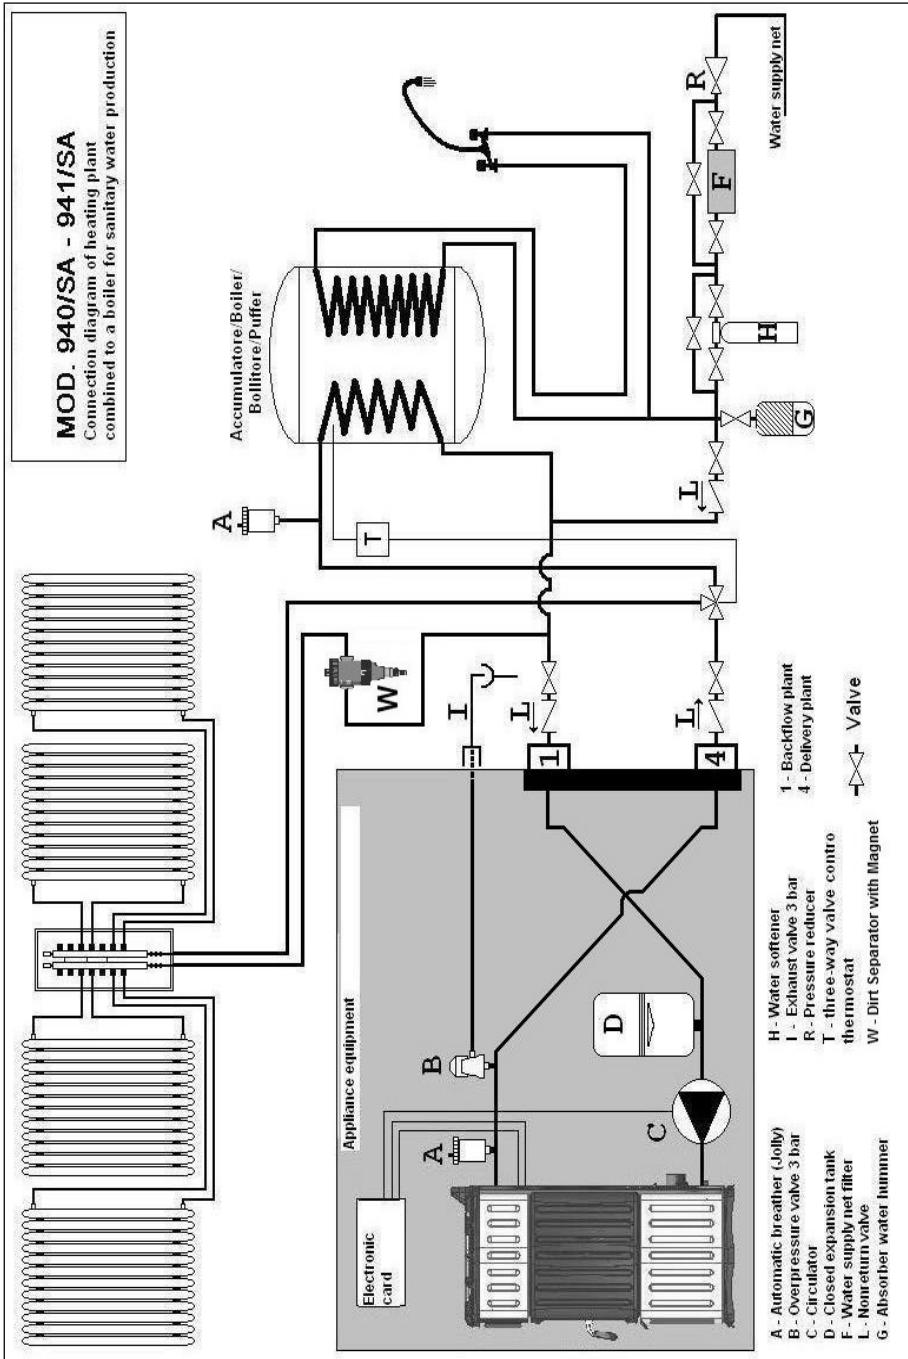 MOD. 940/SA - 941/SA
Connection diagram of heating plant
combined to a boiler for sanitary water production
Accumulatore/Boiler/
Bollitore/Puffer
A
T
W
I
L
L
L
1
4
R
F
H
G
Water supply net
Appliance equipment
Electronic
card
A
B
C
D
A - Automatic breather (Jolly)
B - Overpressure valve 3 bar
C - Circulator
D - Closed expansion tank
F - Water supply net filter
L - Nonreturn valve
G - Absorber water hummer
H - Water softener
I - Exhaust valve 3 bar
R - Pressure reducer
T - three-way valve contro
thermostat
W - Dirt Separator with Magnet
1 - Backflow plant
4 - Delivery plant
Valve